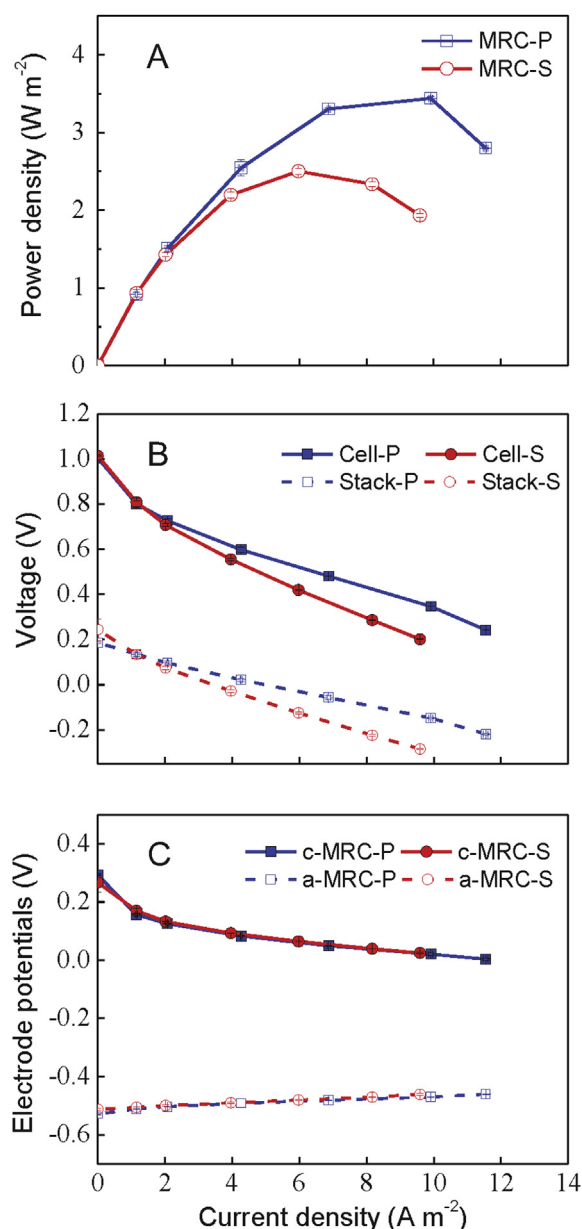 A
MRC-P
MRC-S
4
3
2
1
0
Power density (W m-2)
B
Cell-P Cell-S
Stack-P Stack-S
1.2
1.0
0.8
0.6
0.4
0.2
0.0
-0.2
Voltage (V)
C
c-MRC-P c-MRC-S
a-MRC-P a-MRC-S
0.4
0.2
0.0
-0.2
-0.4
-0.6
Electrode potentials (V)
0 2 4 6 8 10 12 14
Current density (A m-2)